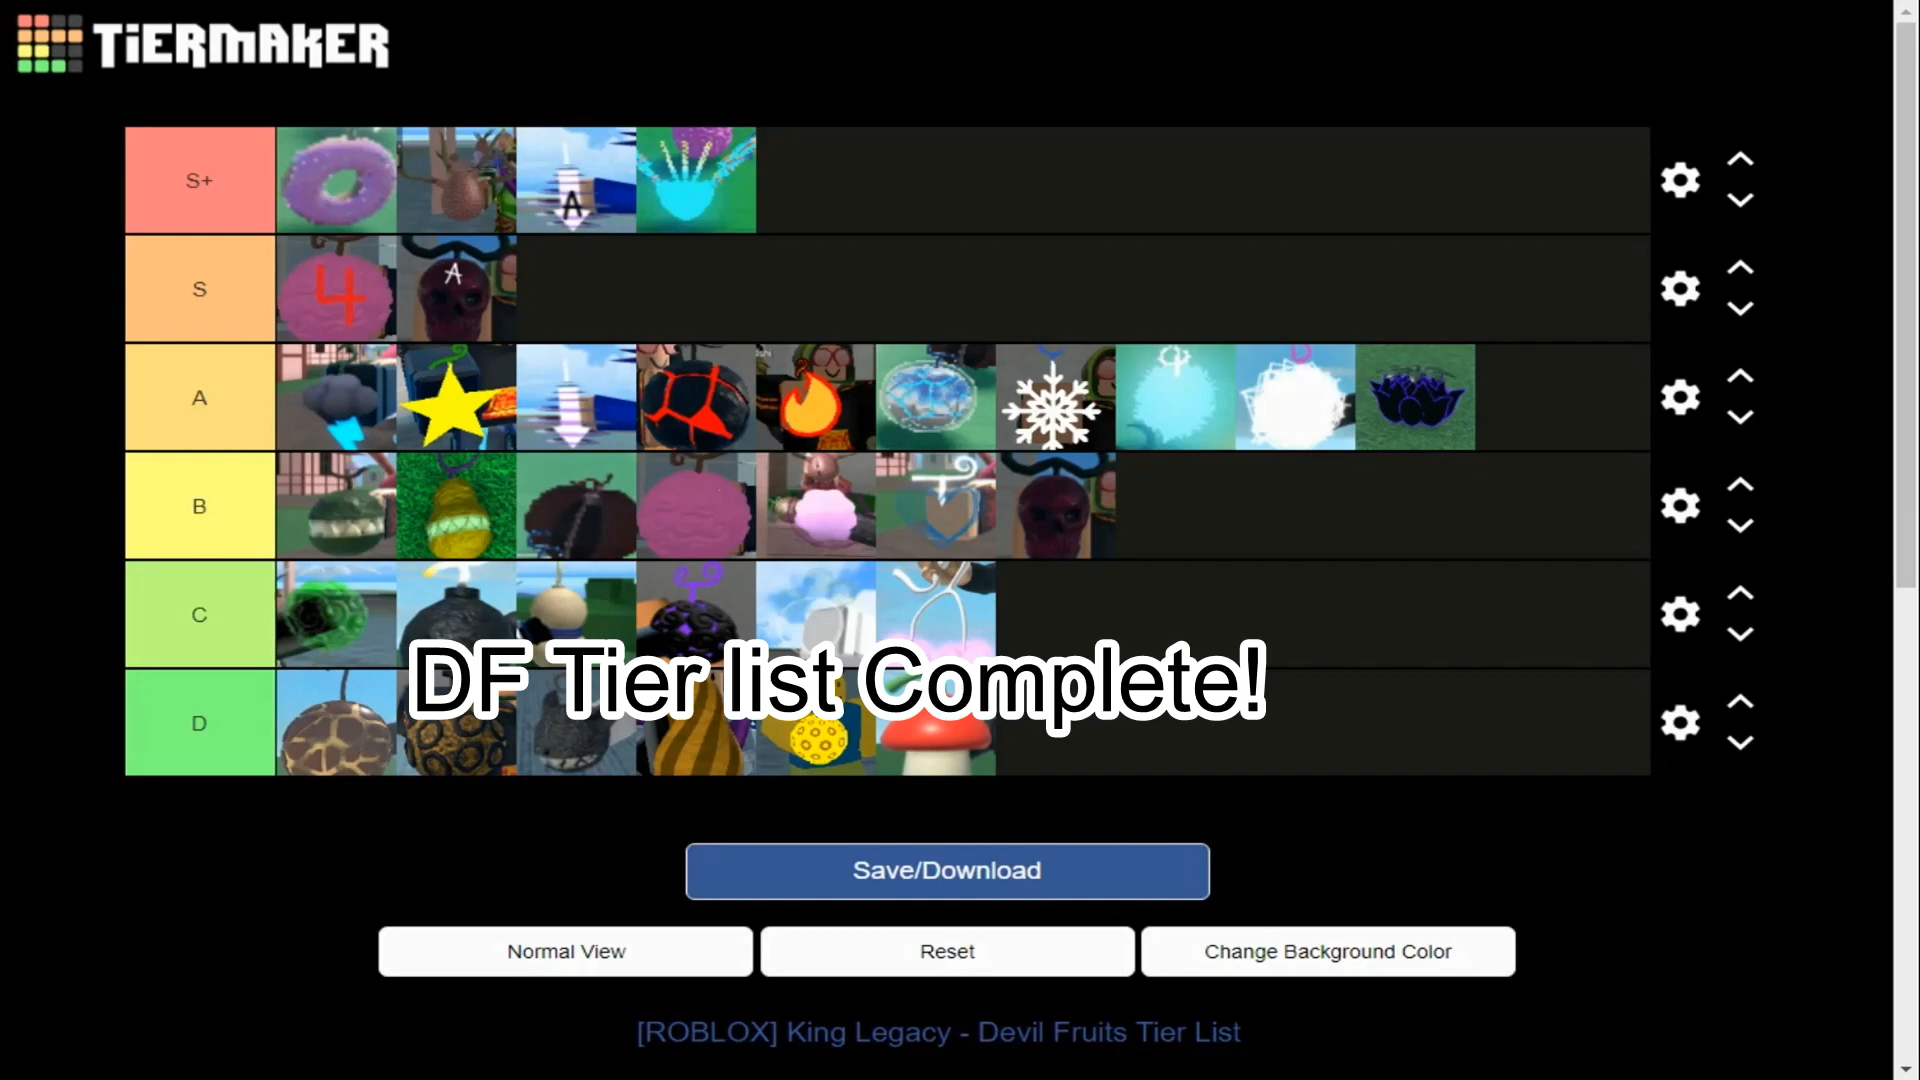 TiERMAKER
S+
A
S
4
A
A
B
C
D
DF Tier list Complete!
Save/Download
Normal View
Reset
Change Background Color
[ROBLOX] King Legacy - Devil Fruits Tier List